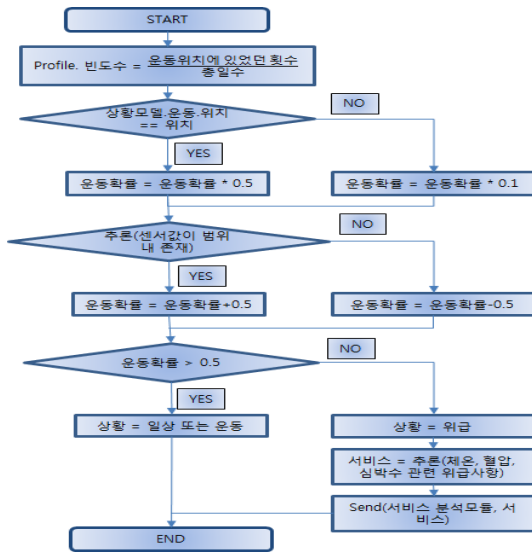 START
Profile. 빈도수 = 운동위치에 있었던 횟수
총일수
상황모델.운동.위치
== 위치
NO
YES
운동확률 = 운동확률 * 0.5
운동확률 = 운동확률 * 0.1
추론(센서값이 범위
내 존재)
NO
YES
운동확률 = 운동확률+0.5
운동확률 = 운동확률-0.5
운동확률 > 0.5
NO
YES
상황 = 일상 또는 운동
상황 = 위급
서비스 = 추론(체온, 혈압,
심박수 관련 위급사항)
Send(서비스 분석모듈, 서
비스)
END